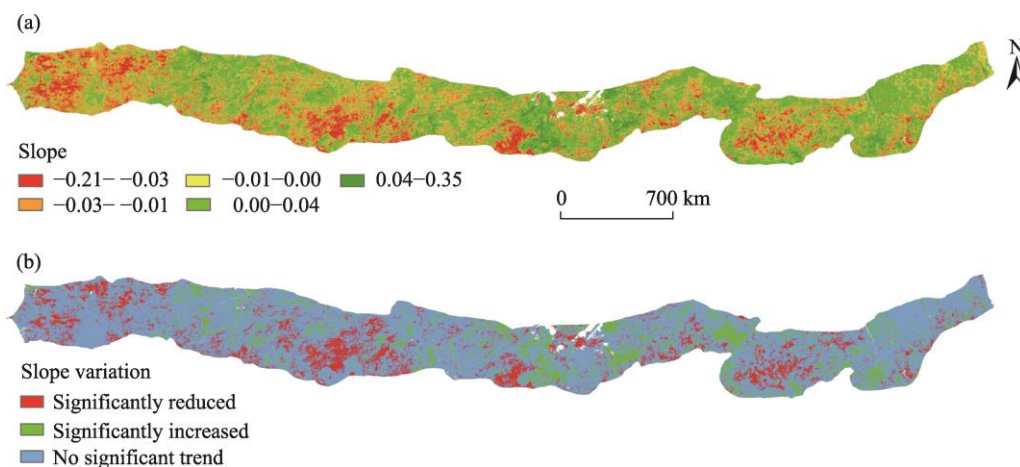 (a)
N
Slope
−0.21− −0.03
−0.01−0.00
0.04−0.35
−0.03− −0.01
0.00−0.04
0
700 km
(b)
Slope variation
Significantly reduced
Significantly increased
No significant trend